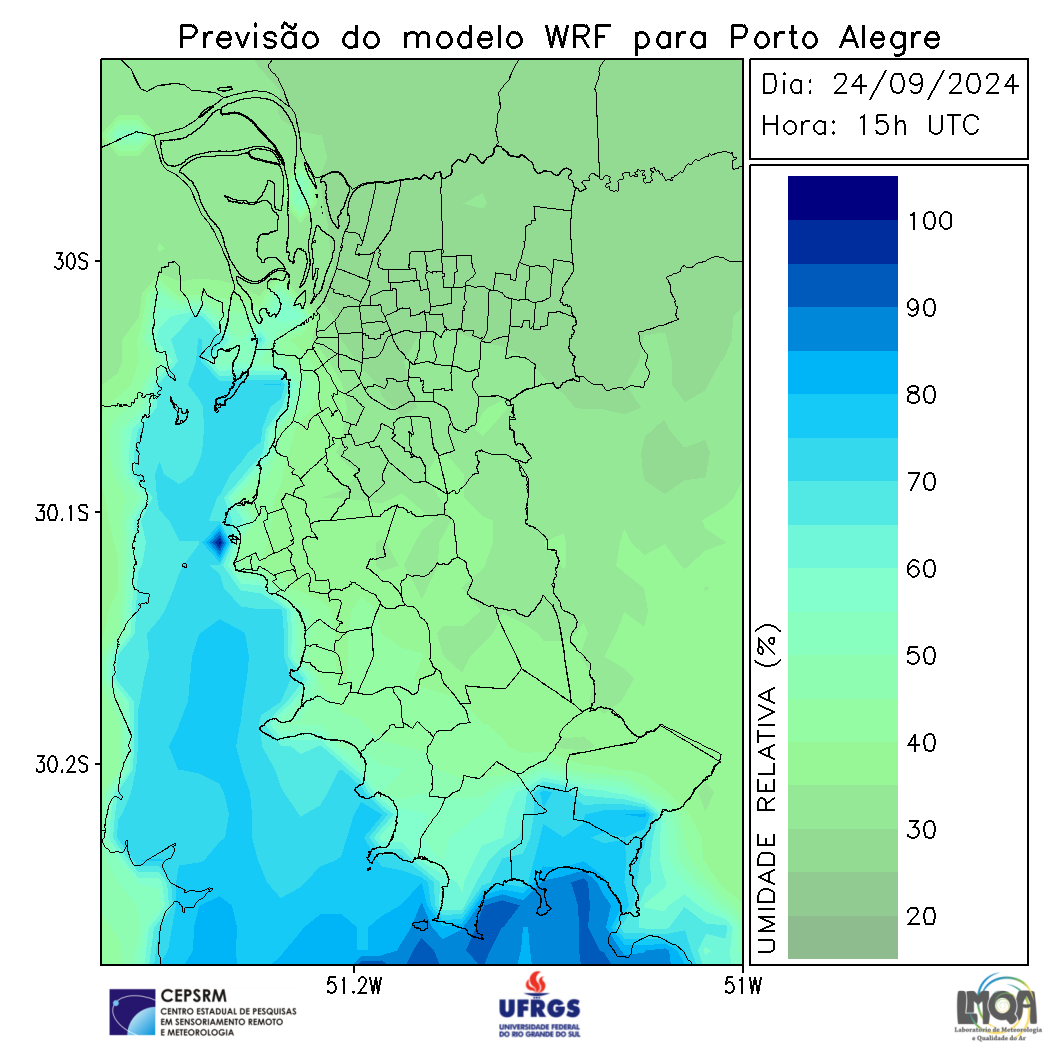 Previsão do modelo WRF para Porto Alegre
Dia: 24/09/2024
Hora: 15h UTC
30S
30.1S
30.2S
51.2W
51W
100
90
80
70
60
50
40
30
20
UMIDADE RELATIVA (%)
CEPSRM
CENTRO ESTADUAL DE PESQUISAS
EM SENSORIAMENTO REMOTO
E METEOROLOGIA
UFRGS
UNIVERSIDADE FEDERAL
DO RIO GRANDE DO SUL
LMQA
Laboratório de Meteorologia
e Qualidade do Ar